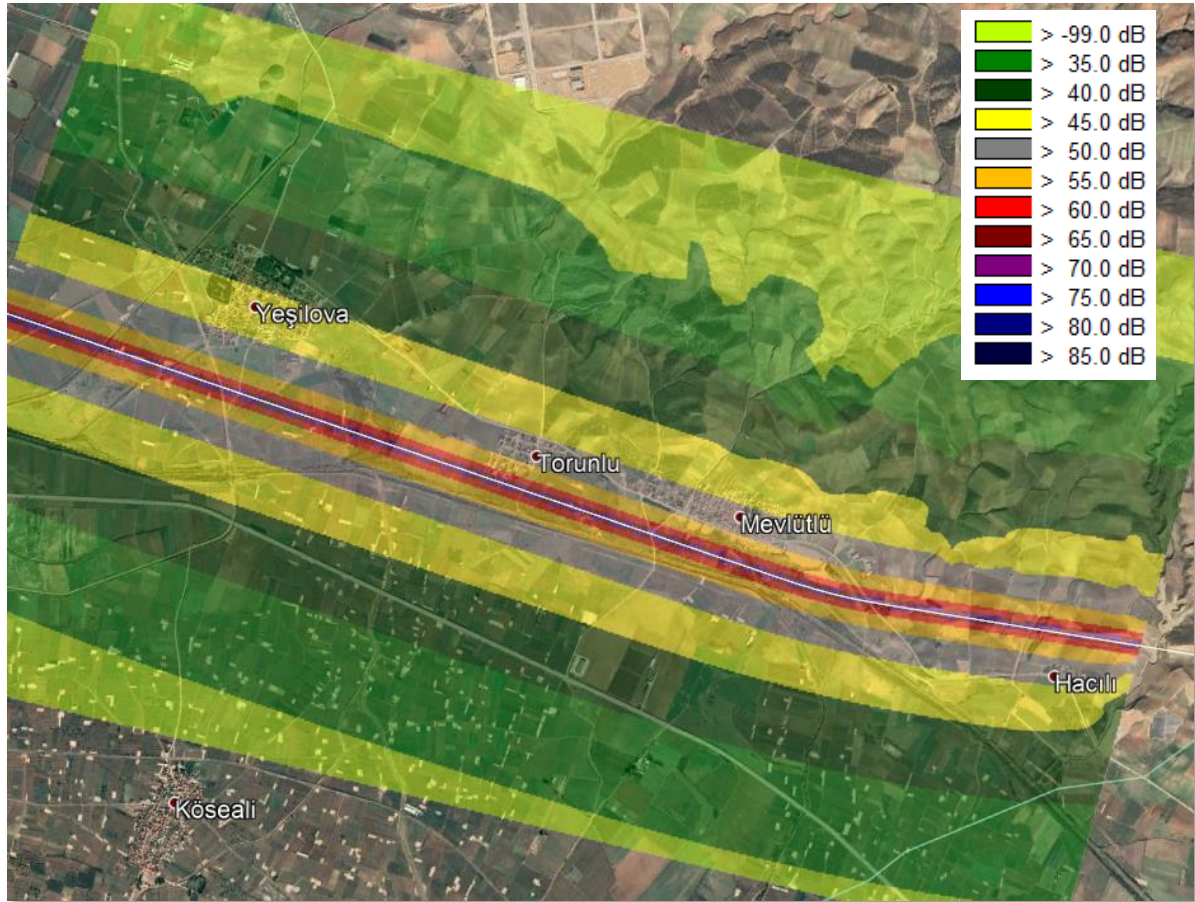 > -99.0 dB
> 35.0 dB
> 40.0 dB
> 45.0 dB
> 50.0 dB
> 55.0 dB
> 60.0 dB
> 65.0 dB
> 70.0 dB
> 75.0 dB
> 80.0 dB
> 85.0 dB
Yeşilova
Torunlu
Mevlütlü
Hacılı
Köseali